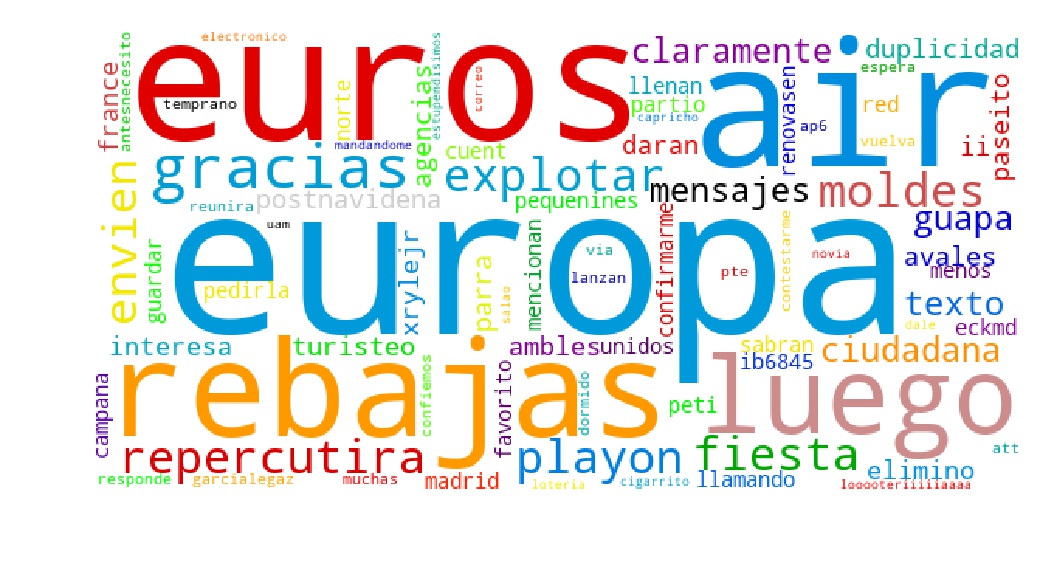 electronico
antesnecesito
france
euros
temprano
norte
agencias
estupendisimos
correo
mandandome
claramente
air
duplicidad
espera
llenan
partio
capricho
renovasen
ap6
red
vuelva
ii
paseito
daran
cuent
gracias
explotar
mensajes
moldes
postnavidena
reunira
pequenines
guapa
envien
uam
europa
guardar
pedirla
xrylejr
parra
salao
mencionan
via
lanzan
confirmarme
pte
contestarme
novia
avales
menos
texto
dale
eckmd
interesa
turisteo
ambles
unidos
sabran
ib6845
ciudadana
rebajas
luego
campana
confiemos
favorito
dormido
peti
repercutira
playon
fiesta
att
elimino
responde
garcialegaz
muchas
madrid
loteria
cigarrito
llamando
looooteriiiiiaaaa